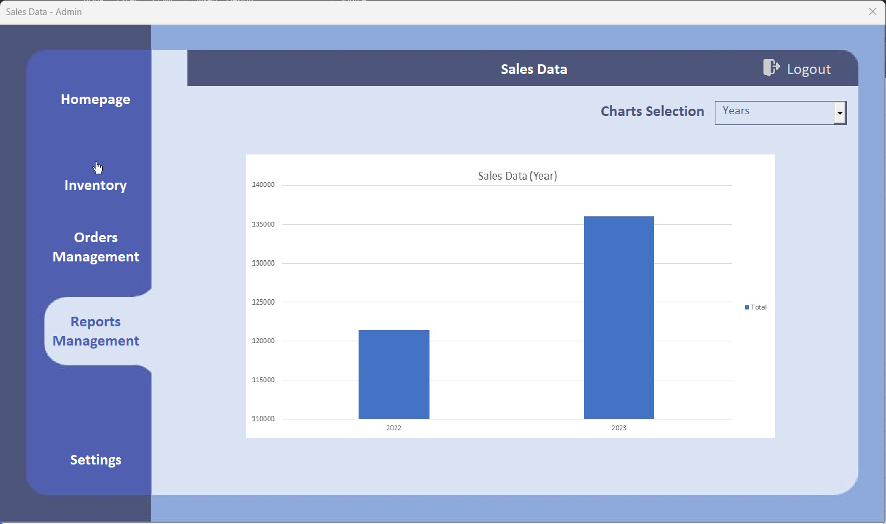 Sales Data - Admin
Sales Data
Logout
Homepage
Inventory
Orders
Management
Reports
Management
Settings
Charts Selection
Years
Sales Data (Year)
140000
135000
130000
125000
120000
115000
110000
2022
2023
Total